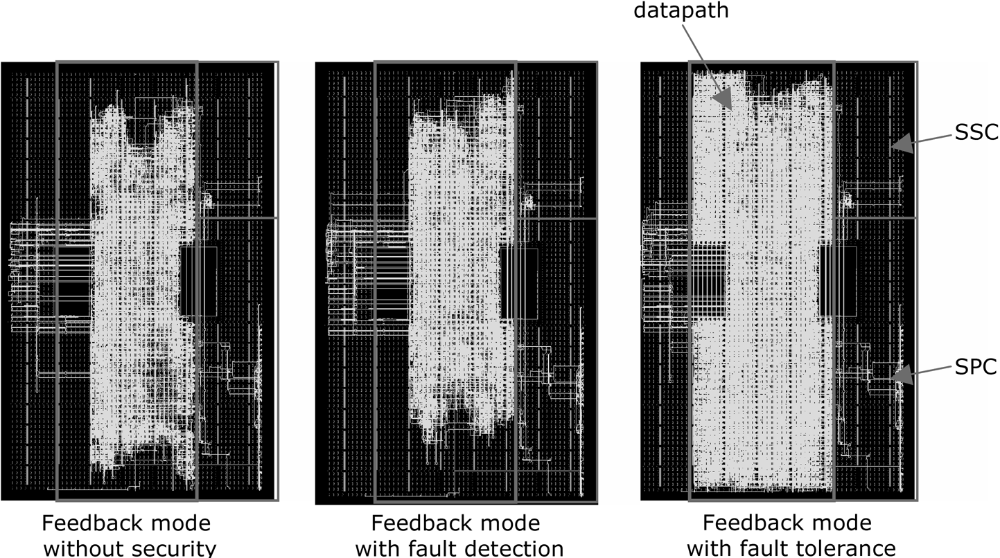 datapath
SSC
SPC
Feedback mode
without security
Feedback mode
with fault detection
Feedback mode
with fault tolerance